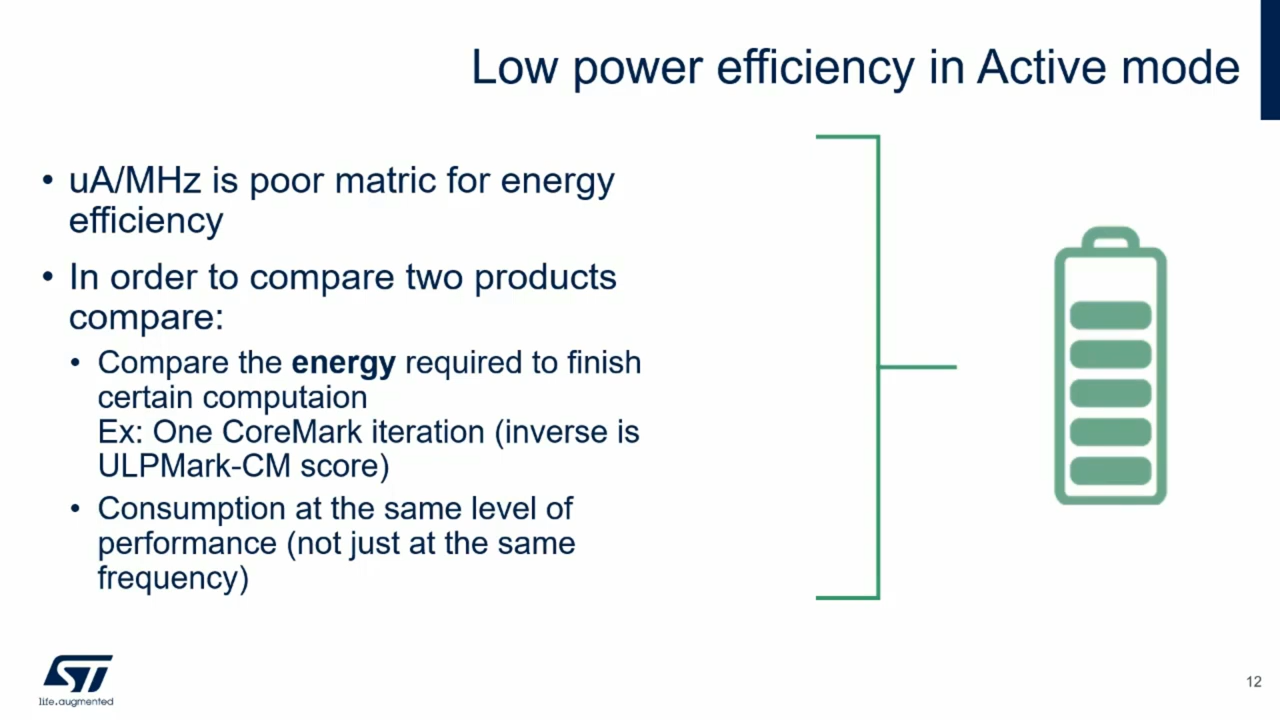 Low power efficiency in Active mode
• uA/MHz is poor matric for energy
efficiency
• In order to compare two products
compare:
• Compare the energy required to finish
certain computaion
Ex: One CoreMark iteration (inverse is
ULPMark-CM score)
• Consumption at the same level of
performance (not just at the same
frequency)
ST
life.augmented
12